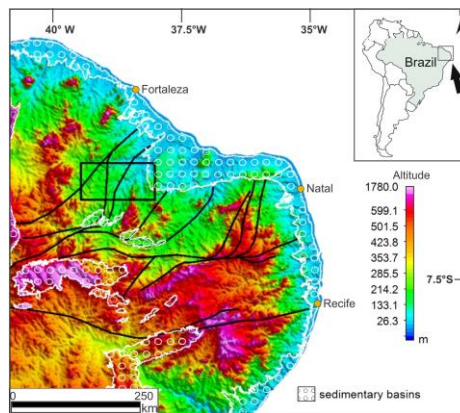 40° W
37.5°W
35°W
Brazil
Fortaleza
Natal
Altitude
1780.0
599.1
501.4
423.8
353.7
285.5
214.2
133.1
26.3
m
7.5°S
Recife
0
250
km
sedimentary basins